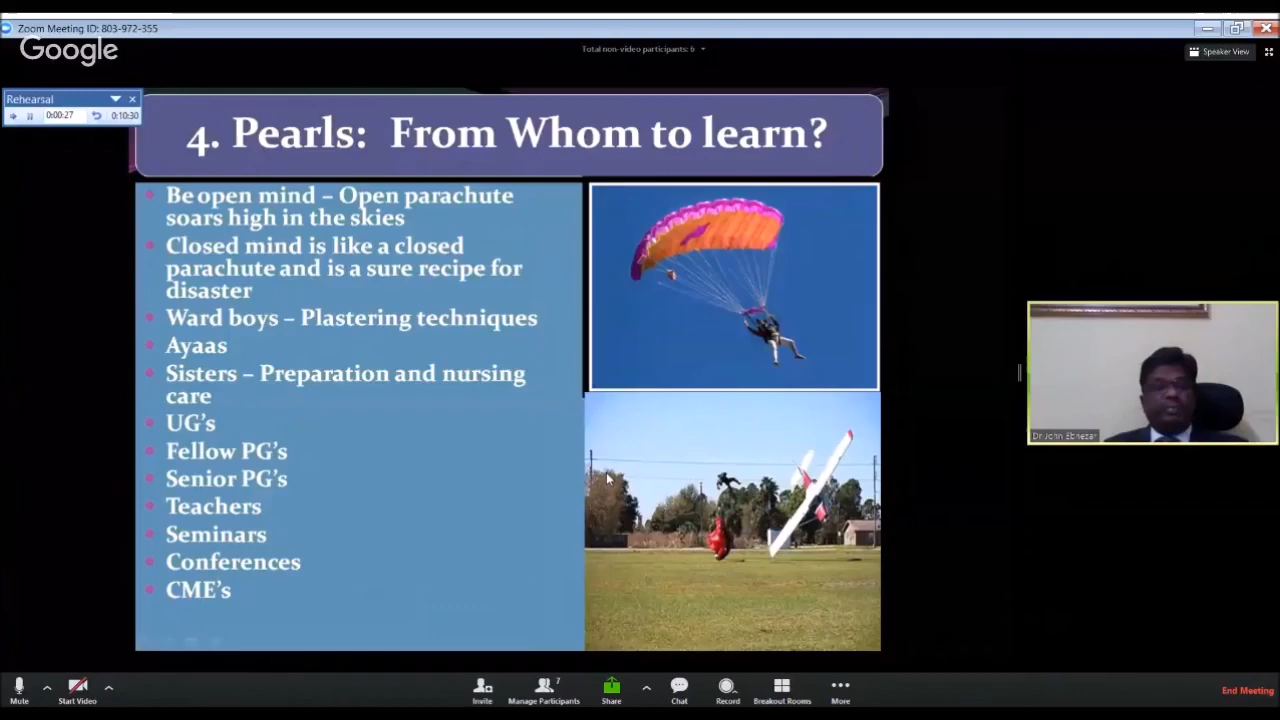 Zoom Meeting ID: 803-972-355
Google
Total non-video participants: 6
Speaker View
Rehearsal
0:00:27
0:10:30
4. Pearls: From Whom to learn?
Be open mind – Open parachute
soars high in the skies
Closed mind is like a closed
parachute and is a sure recipe for
disaster
Ward boys – Plastering techniques
Ayaas
Sisters – Preparation and nursing
care
UG's
Fellow PG's
Senior PG's
Teachers
Seminars
Conferences
CME's
Dr John Ebnezar
Mute
Start Video
Invite
7
Manage Participants
Share
Chat
Record
Breakout Rooms
More
End Meeting